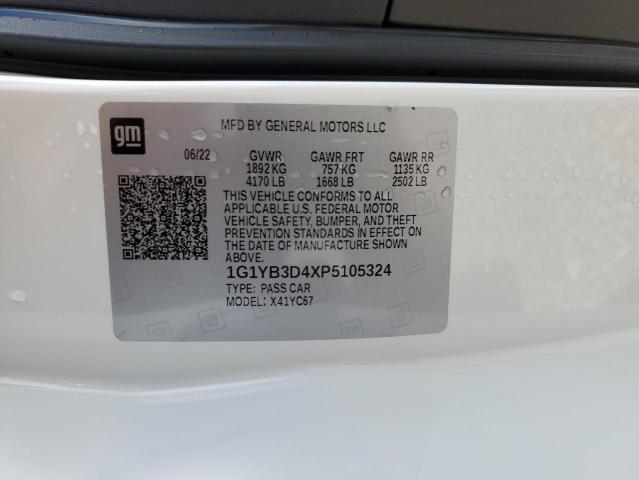 gm
MFD BY GENERAL MOTORS LLC
06/22 GVWR GAWR FRT GAWR RR
1892 KG 757 KG 1135 KG
4170 LB 1668 LB 2502 LB
THIS VEHICLE CONFORMS TO ALL
APPLICABLE U.S. FEDERAL MOTOR
VEHICLE SAFETY, BUMPER, AND THEFT
PREVENTION STANDARDS IN EFFECT ON
THE DATE OF MANUFACTURE SHOWN
ABOVE.
1G1YB3D4XP5105324
TYPE: PASS CAR
MODEL: X41YC67